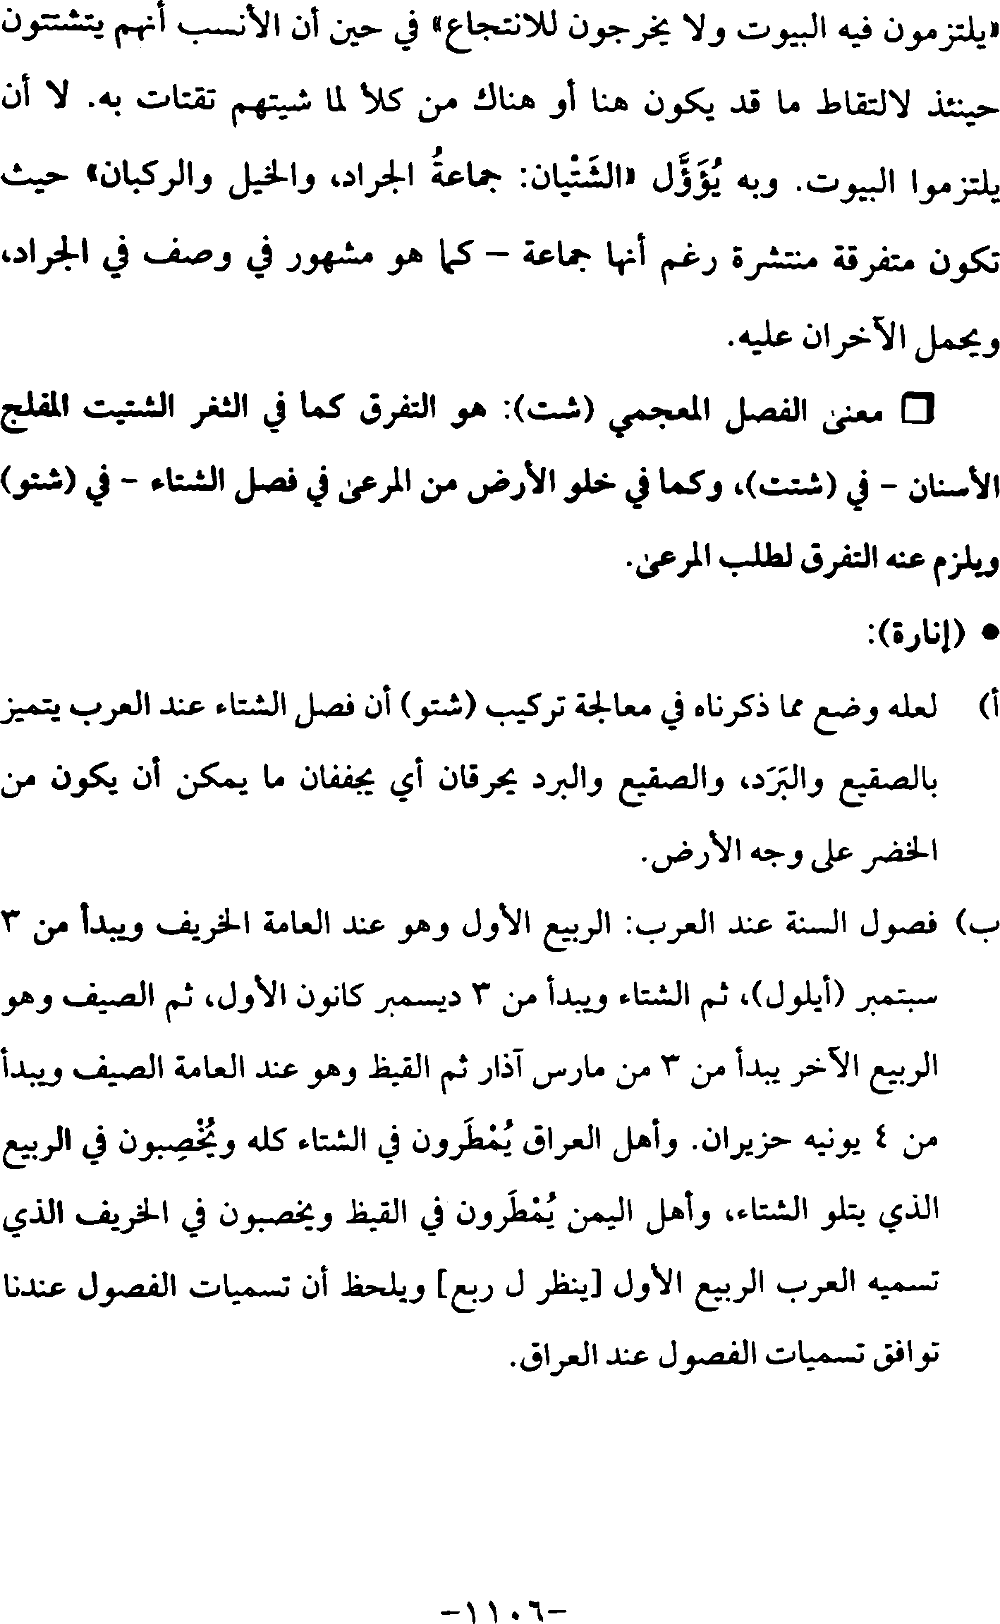 «يلتزمون فيه البيوت ولا يخرجون للانتجاع» في حين أن الأنسب أنهم يتشتتون
حينئذ لالتقاط ما قد يكون هنا أو هناك من كلأ لما شيتهم تقتات به. لا أن
يلتزموا البيوت. وبه يُؤَوَّل «الشَتْيان: جماعةُ الجراد، والخيل والركبان» حيث
تكون متفرقة منتشرة رغم أنها جماعة – كما هو مشهور في وصف في الجراد،
ويحمل الآخران عليه.
❒ معنى الفصل المعجمي (شت): هو التفرق كما في الثغر الشتيت المفلج
الأسنان – في (شتت)، وكما في خلو الأرض من المرعى في فصل الشتاء – في (شتو)
ويلزم عنه التفرق لطلب المرعى.
• (إنارة):
أ) لعله وضع مما ذكرناه في معالجة تركيب (شتو) أن فصل الشتاء عند العرب يتميز
بالصقيع والبَرَد، والصقيع والبرد يحرقان أي يجففان ما يمكن أن يكون من
الخضر على وجه الأرض.
ب) فصول السنة عند العرب: الربيع الأول وهو عند العامة الخريف ويبدأ من ٣
سبتمبر (أيلول)، ثم الشتاء ويبدأ من ٣ ديسمبر كانون الأول، ثم الصيف وهو
الربيع الآخر يبدأ من ٣ من مارس آذار ثم القيظ وهو عند العامة الصيف ويبدأ
من ٤ يونيه حزيران. وأهل العراق يُمْطَرون في الشتاء كله ويُخْصِبون في الربيع
الذي يتلو الشتاء، وأهل اليمن يُمْطَرون في القيظ ويخصبون في الخريف الذي
تسميه العرب الربيع الأول [ينظر ل ربع] ويلحظ أن تسميات الفصول عندنا
توافق تسميات الفصول عند العراق.
-١١٠٦-